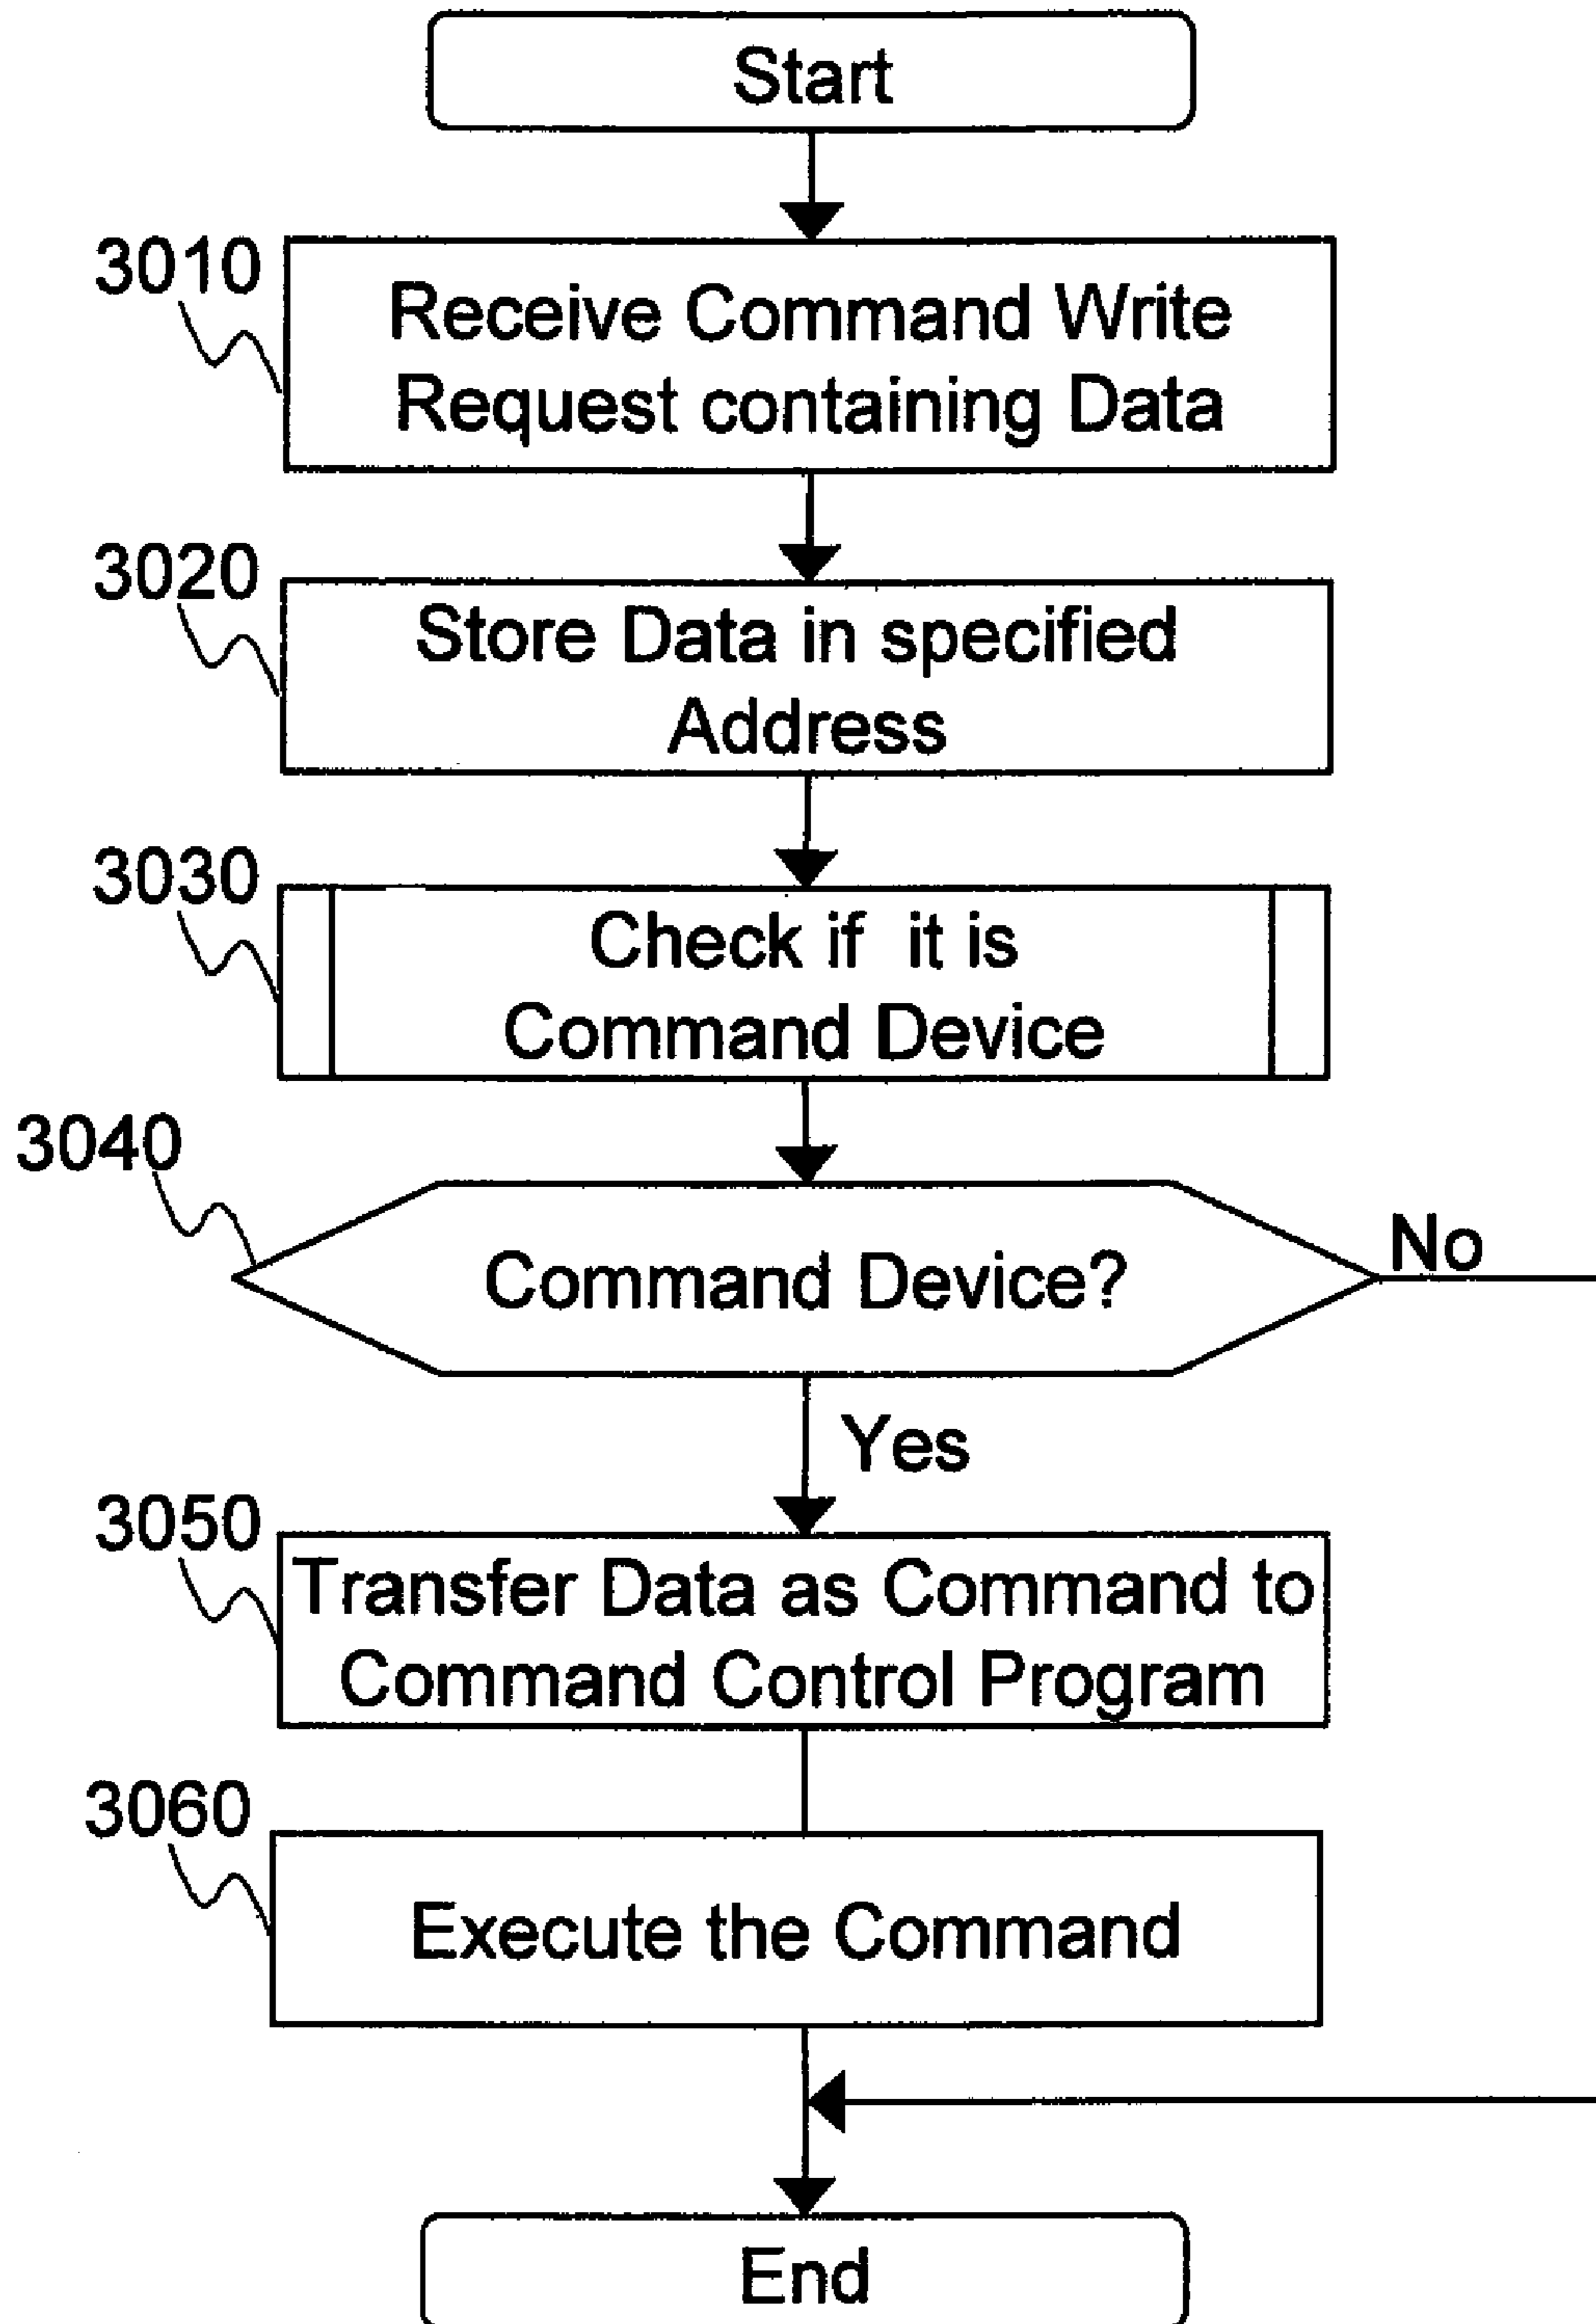 Start
3010
Receive Command Write
Request containing Data
3020
Store Data in specified
Address
3030
Check if it is
Command Device
3040
Command Device?
No
Yes
3050
Transfer Data as Command to
Command Control Program
3060
Execute the Command
End